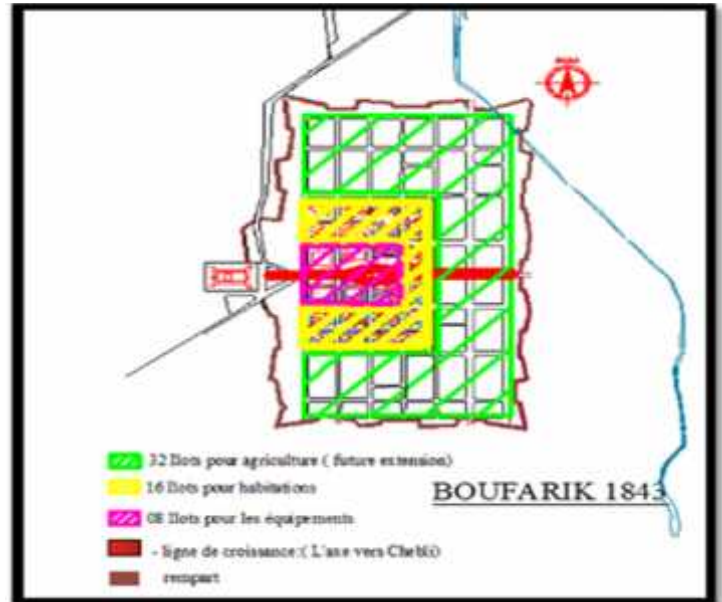 32 Ilots pour agriculture ( future extension)
16 Ilots pour habitations
BOUFARIK 1843
08 Ilots pour les équipements
- ligne de croissance:( L'axe vers Chebli)
rempart